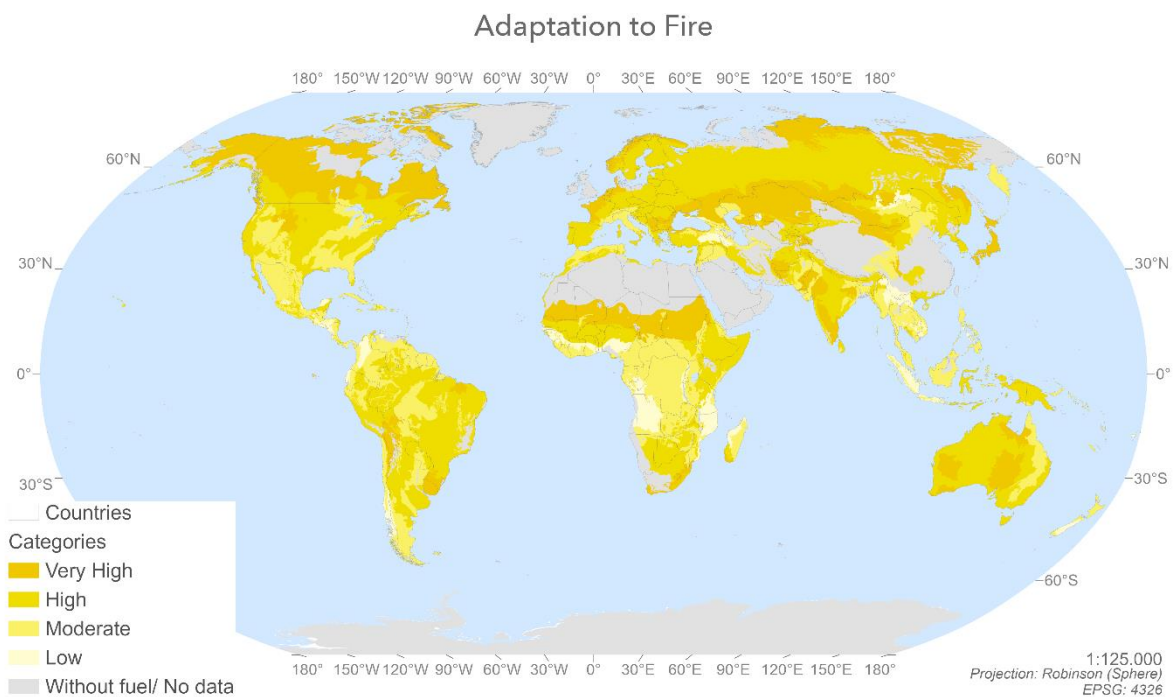 Adaptation to Fire
180° 150°W 120°W 90°W 60°W 30°W 0° 30°E 60°E 90°E 120°E 150°E 180°
60°N 60°N
30°N 30°N
0° 0°
30°S 30°S
60°S
Countries
Categories
Very High
High
Moderate
Low
Without fuel/ No data
180° 150°W 120°W 90°W 60°W 30°W 0° 30°E 60°E 90°E 120°E 150°E 180°
1:125.000
Projection: Robinson (Sphere)
EPSG: 4326